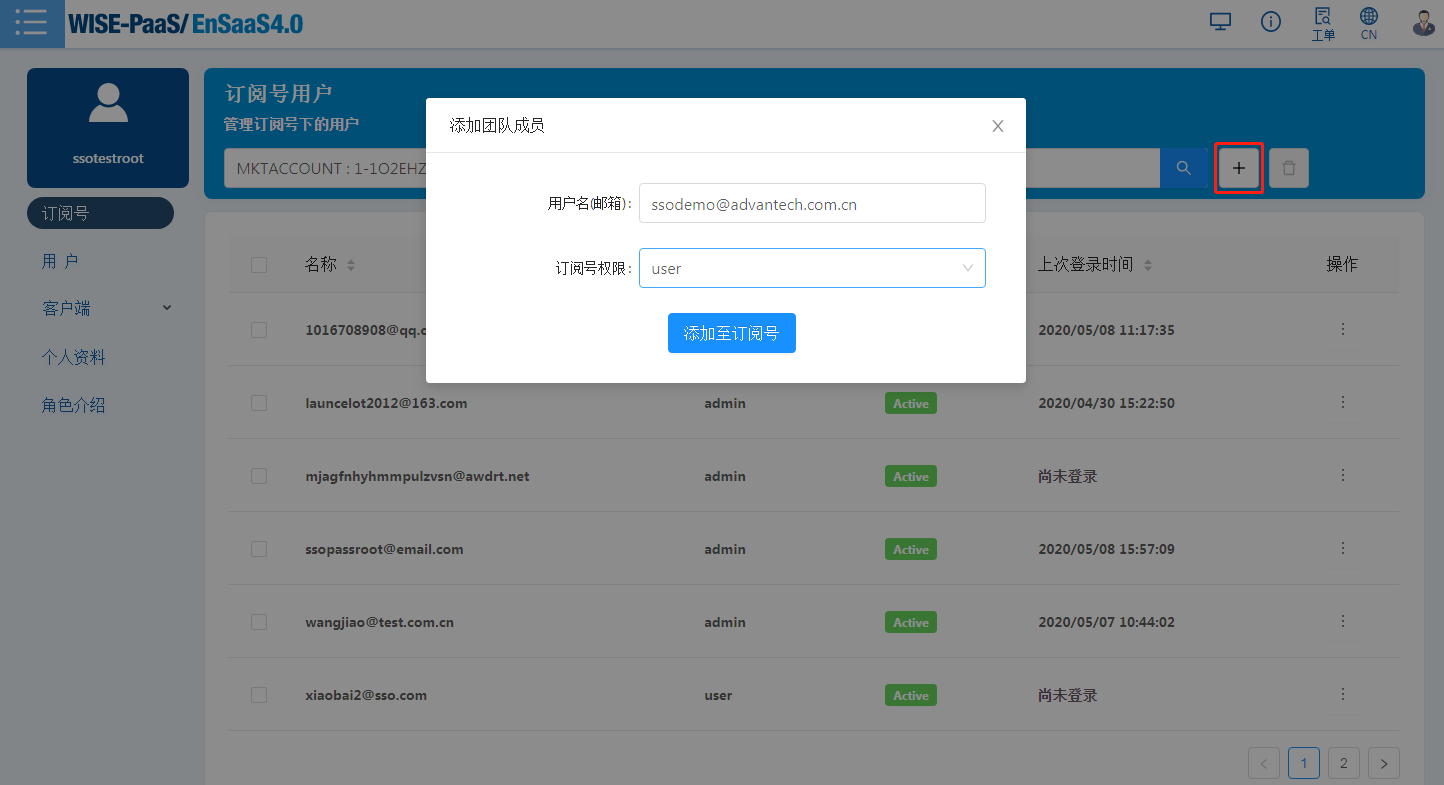 WISE-PaaS/EnSaaS4.0
工单
CN
ssotestroot
订阅号
用 户
客户端
个人资料
角色介绍
订阅号用户
管理订阅号下的用户
MKTACCOUNT : 1-1O2EHZ
添加团队成员
用户名(邮箱) : ssodemo@advantech.com.cn
订阅号权限 : user
添加至订阅号
名称 上次登录时间 操作
1016708908@qq.c 2020/05/08 11:17:35
launcelot2012@163.com admin Active 2020/04/30 15:22:50
mjagfnhyhmmpulzvsn@awdrt.net admin Active 尚未登录
ssopassroot@email.com admin Active 2020/05/08 15:57:09
wangjiao@test.com.cn admin Active 2020/05/07 10:44:02
xiaobai2@sso.com user Active 尚未登录
< 1 2 >